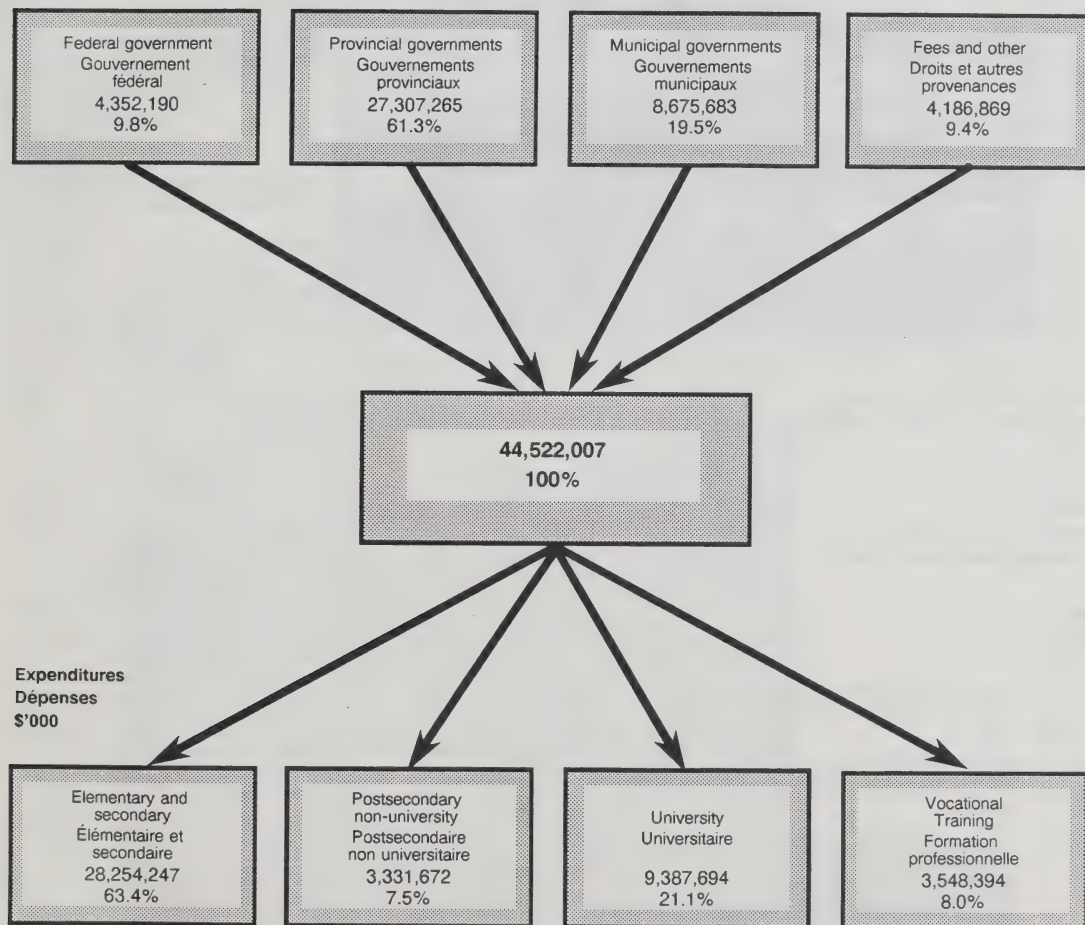 Federal government
Gouvernement
fédéral
4,352,190
9.8%
Provincial governments
Gouvernements
provinciaux
27,307,265
61.3%
Municipal governments
Gouvernements
municipaux
8,675,683
19.5%
Fees and other
Droits et autres
provenances
4,186,869
9.4%
44,522,007
100%
Expenditures
Dépenses
$'000
Elementary and
secondary
Élémentaire et
secondaire
28,254,247
63.4%
Postsecondary
non-university
Postsecondaire
non universitaire
3,331,672
7.5%
University
Universitaire
9,387,694
21.1%
Vocational
Training
Formation
professionnelle
3,548,394
8.0%